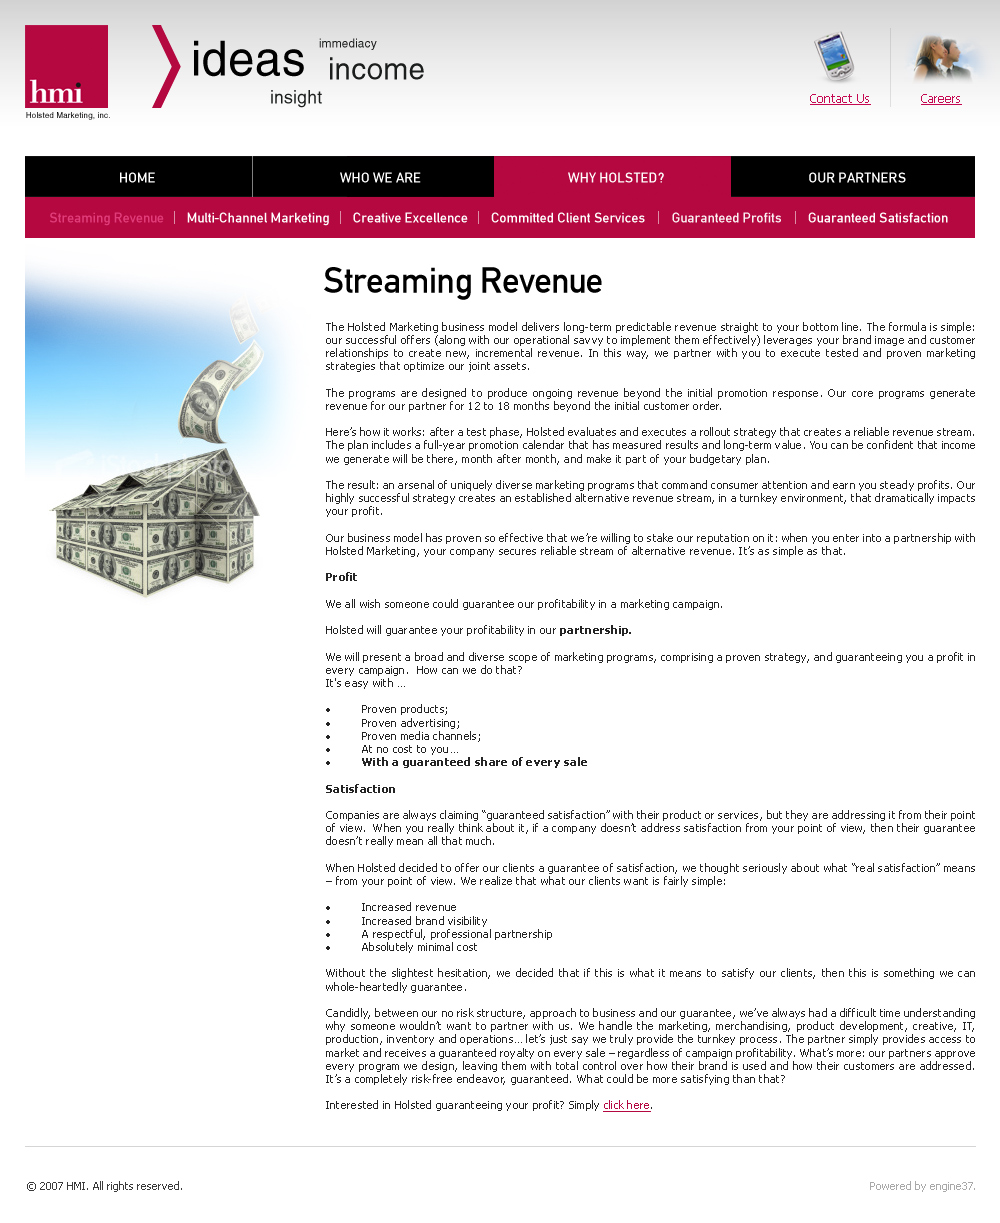 hmi
Holsted Marketing, inc.
ideas
immediacy
income
insight
Contact Us
Careers
HOME
WHO WE ARE
WHY HOLSTED?
OUR PARTNERS
Streaming Revenue
Multi-Channel Marketing
Creative Excellence
Committed Client Services
Guaranteed Profits
Guaranteed Satisfaction
Streaming Revenue
The Holsted Marketing business model delivers long-term predictable revenue straight to your bottom line. The formula is simple:
our successful offers (along with our operational savvy to implement them effectively) leverages your brand image and customer
relationships to create new, incremental revenue. In this way, we partner with you to execute tested and proven marketing
strategies that optimize our joint assets.
The programs are designed to produce ongoing revenue beyond the initial promotion response. Our core programs generate
revenue for our partner for 12 to 18 months beyond the initial customer order.
Here’s how it works: after a test phase, Holsted evaluates and executes a rollout strategy that creates a reliable revenue stream.
The plan includes a full-year promotion calendar that has measured results and long-term value. You can be confident that income
we generate will be there, month after month, and make it part of your budgetary plan.
The result: an arsenal of uniquely diverse marketing programs that command consumer attention and earn you steady profits. Our
highly successful strategy creates an established alternative revenue stream, in a turnkey environment, that dramatically impacts
your profit.
Our business model has proven so effective that we’re willing to stake our reputation on it: when you enter into a partnership with
Holsted Marketing, your company secures reliable stream of alternative revenue. It’s as simple as that.
Profit
We all wish someone could guarantee our profitability in a marketing campaign.
Holsted will guarantee your profitability in our partnership.
We will present a broad and diverse scope of marketing programs, comprising a proven strategy, and guaranteeing you a profit in
every campaign. How can we do that?
It's easy with ...
• Proven products;
• Proven advertising;
• Proven media channels;
• At no cost to you...
• With a guaranteed share of every sale
Satisfaction
Companies are always claiming “guaranteed satisfaction” with their product or services, but they are addressing it from their point
of view. When you really think about it, if a company doesn’t address satisfaction from your point of view, then their guarantee
doesn’t really mean all that much.
When Holsted decided to offer our clients a guarantee of satisfaction, we thought seriously about what “real satisfaction” means
– from your point of view. We realize that what our clients want is fairly simple:
• Increased revenue
• Increased brand visibility
• A respectful, professional partnership
• Absolutely minimal cost
Without the slightest hesitation, we decided that if this is what it means to satisfy our clients, then this is something we can
whole-heartedly guarantee.
Candidly, between our no risk structure, approach to business and our guarantee, we’ve always had a difficult time understanding
why someone wouldn’t want to partner with us. We handle the marketing, merchandising, product development, creative, IT,
production, inventory and operations... let’s just say we truly provide the turnkey process. The partner simply provides access to
market and receives a guaranteed royalty on every sale – regardless of campaign profitability. What’s more: our partners approve
every program we design, leaving them with total control over how their brand is used and how their customers are addressed.
It’s a completely risk-free endeavor, guaranteed. What could be more satisfying than that?
Interested in Holsted guaranteeing your profit? Simply click here.
© 2007 HMI. All rights reserved.
Powered by engine37.